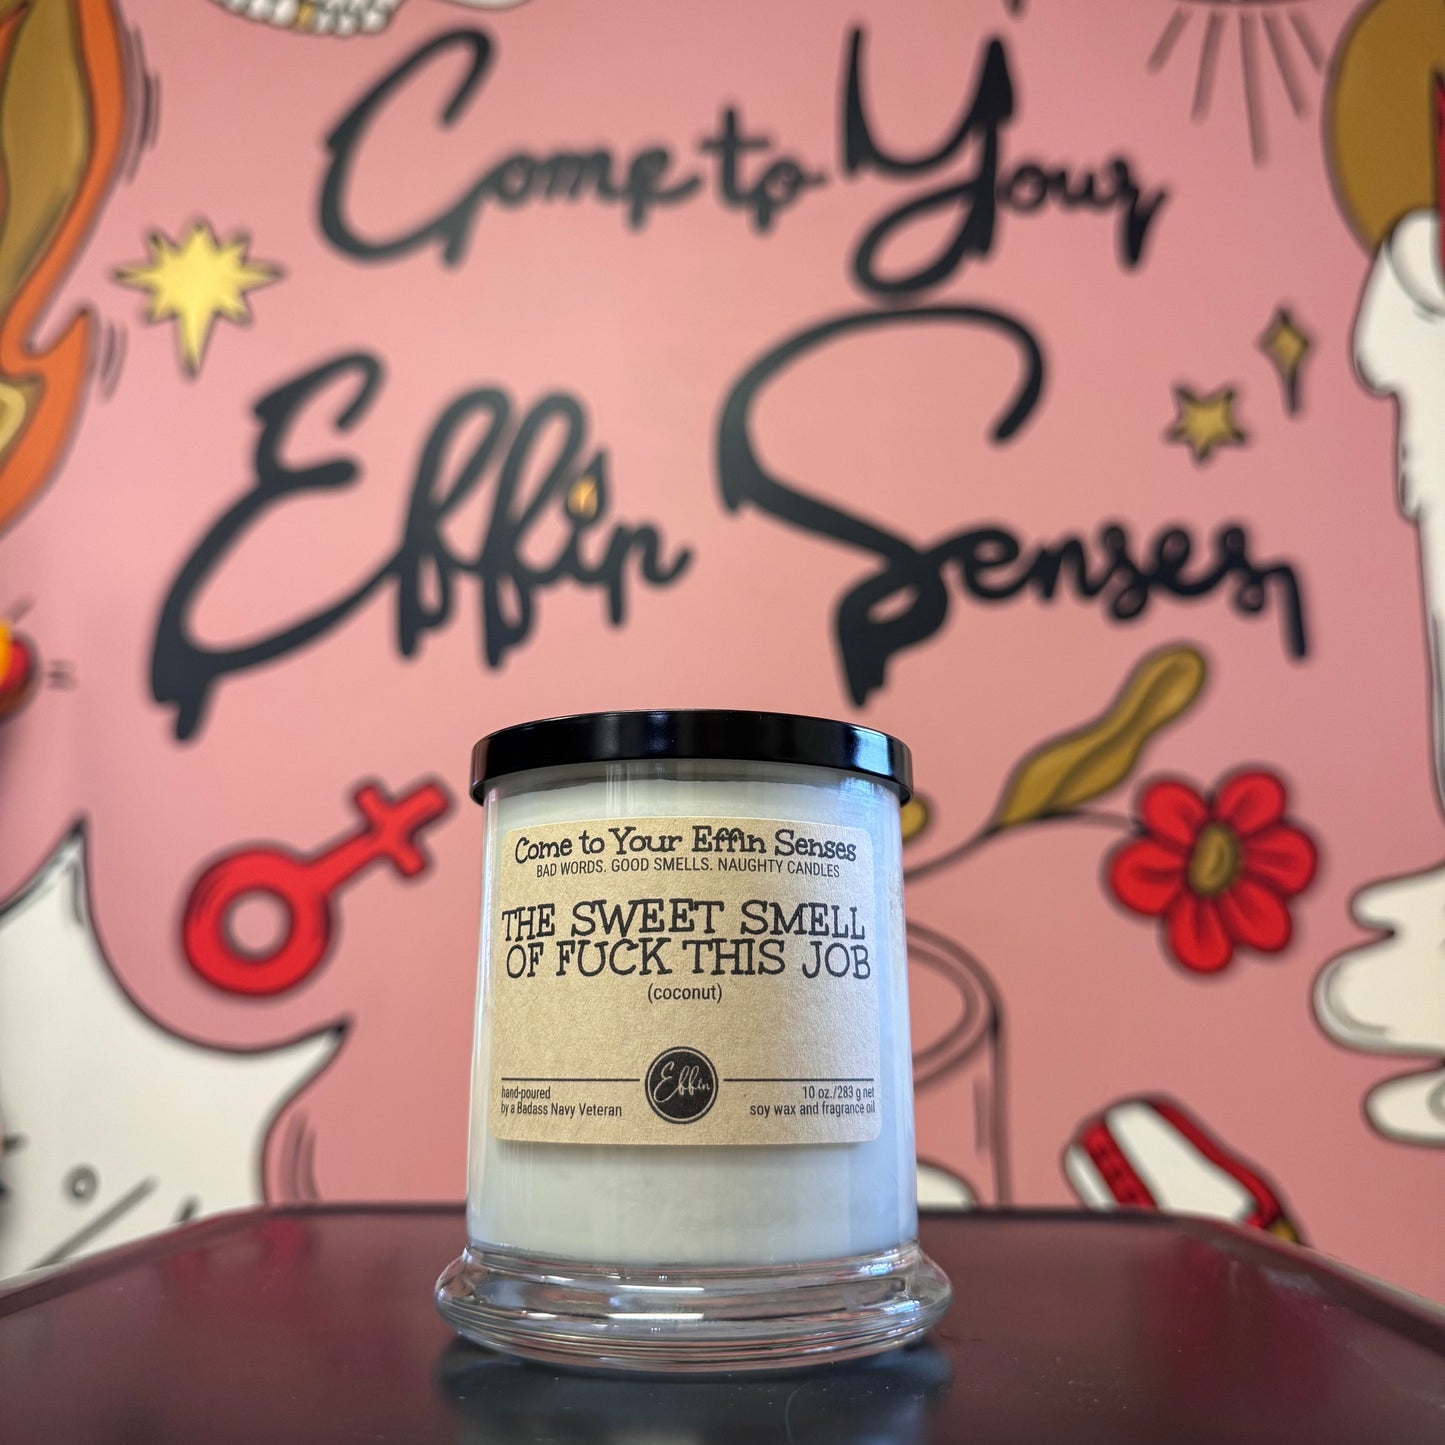 Come to Your
Effin Senses
Come to Your Effin Senses
BAD WORDS. GOOD SMELLS. NAUGHTY CANDLES
THE SWEET SMELL
OF FUCK THIS JOB
(coconut)
Effin
hand-poured
by a Badass Navy Veteran
10 oz./283 g net
soy wax and fragrance oil